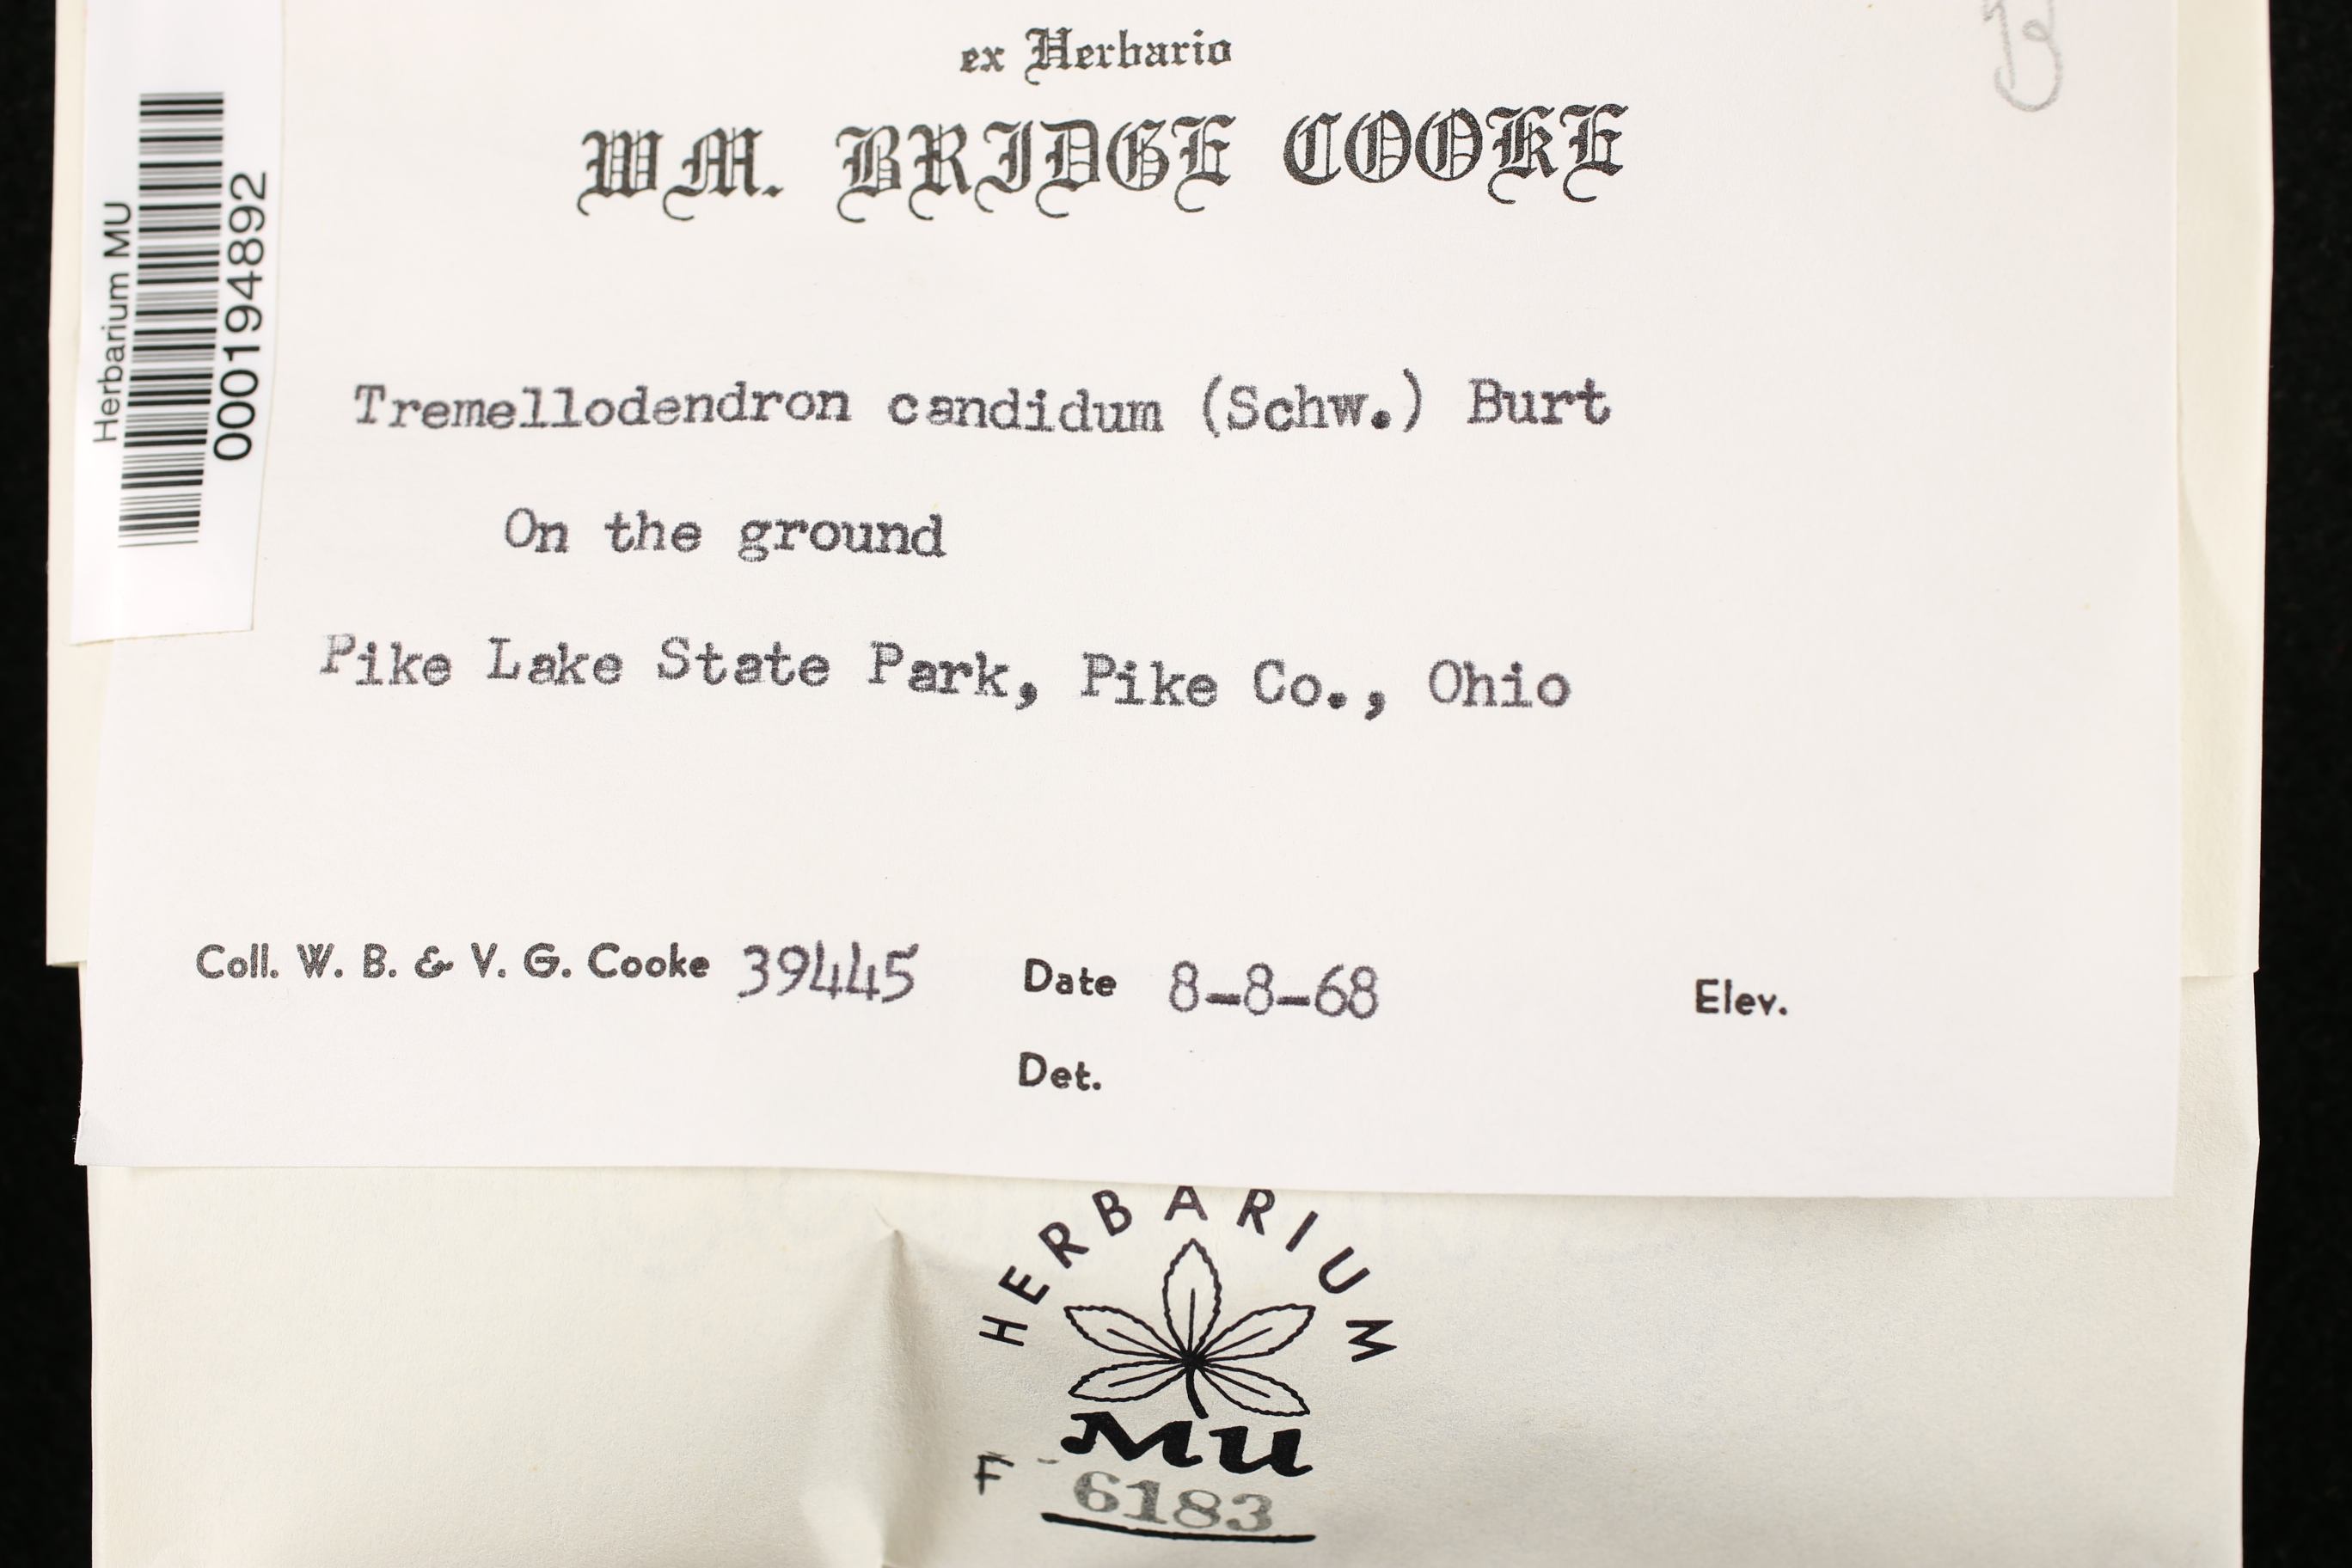 ex Herbario
WM. BRIDGE COOKE
Herbarium MU
000194892
Tremellodendron candidum (Schw.) Burt
On the ground
Pike Lake State Park, Pike Co., Ohio
Coll. W. B. & V. G. Cooke 39445 Date 8-8-68 Elev.
Det.
HERBARIUM
MU
F - 6183